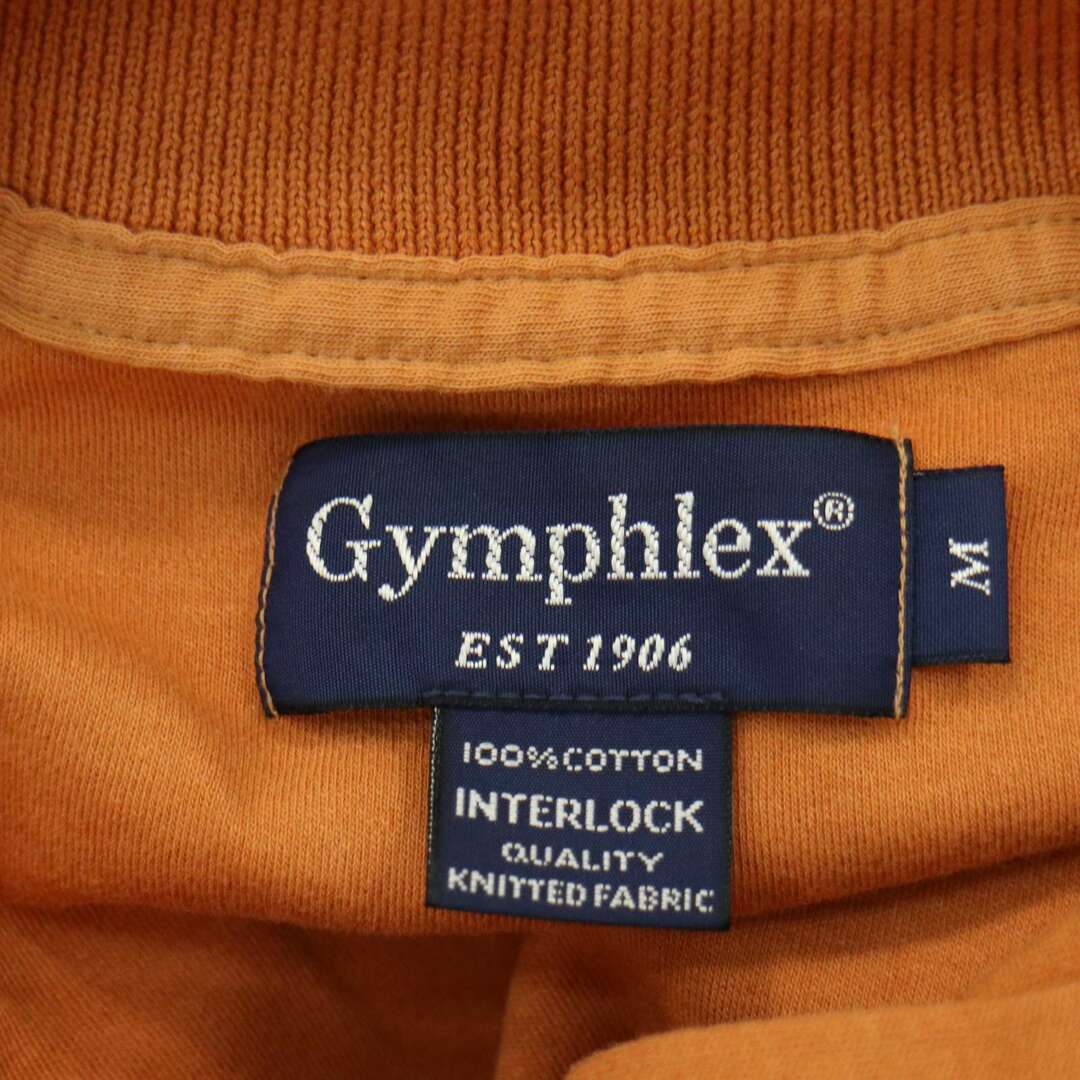 Gymphlex®
EST 1906
M
100% COTTON
INTERLOCK
QUALITY
KNITTED FABRIC